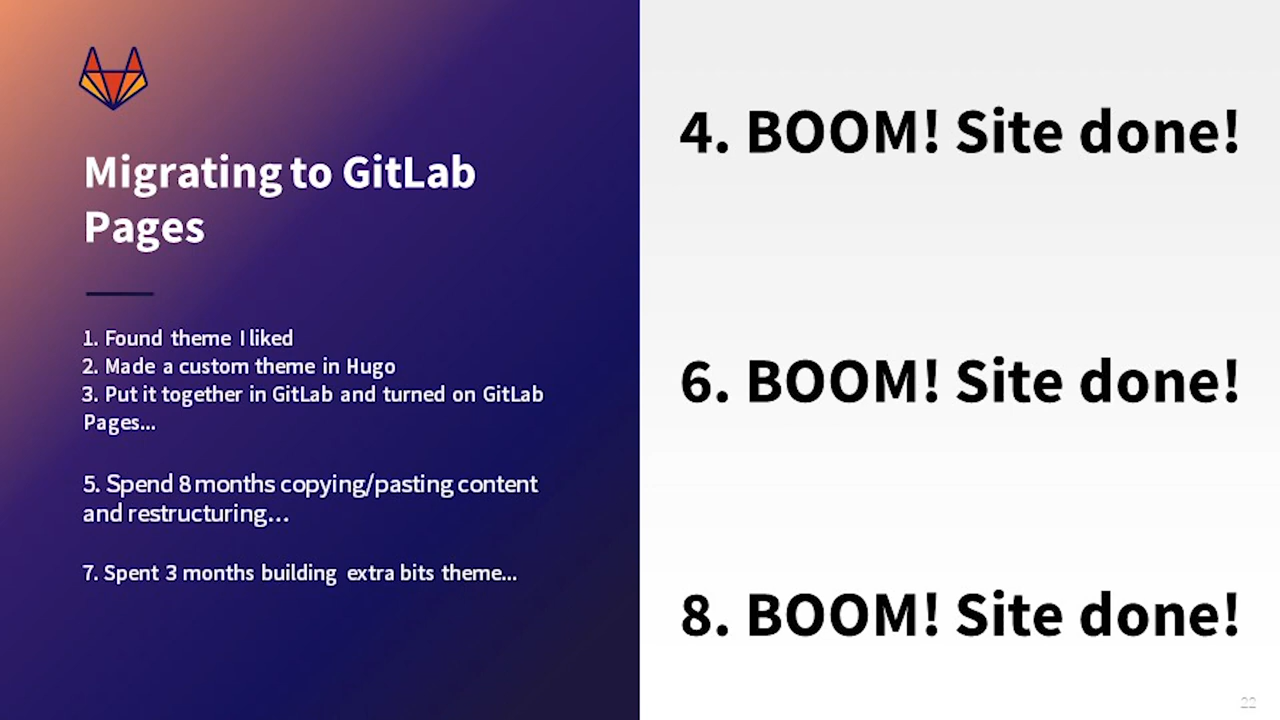 Migrating to GitLab
Pages
1. Found theme I liked
2. Made a custom theme in Hugo
3. Put it together in GitLab and turned on GitLab
Pages...
4. BOOM! Site done!
5. Spend 8 months copying/pasting content
and restructuring...
6. BOOM! Site done!
7. Spent 3 months building extra bits theme...
8. BOOM! Site done!
22